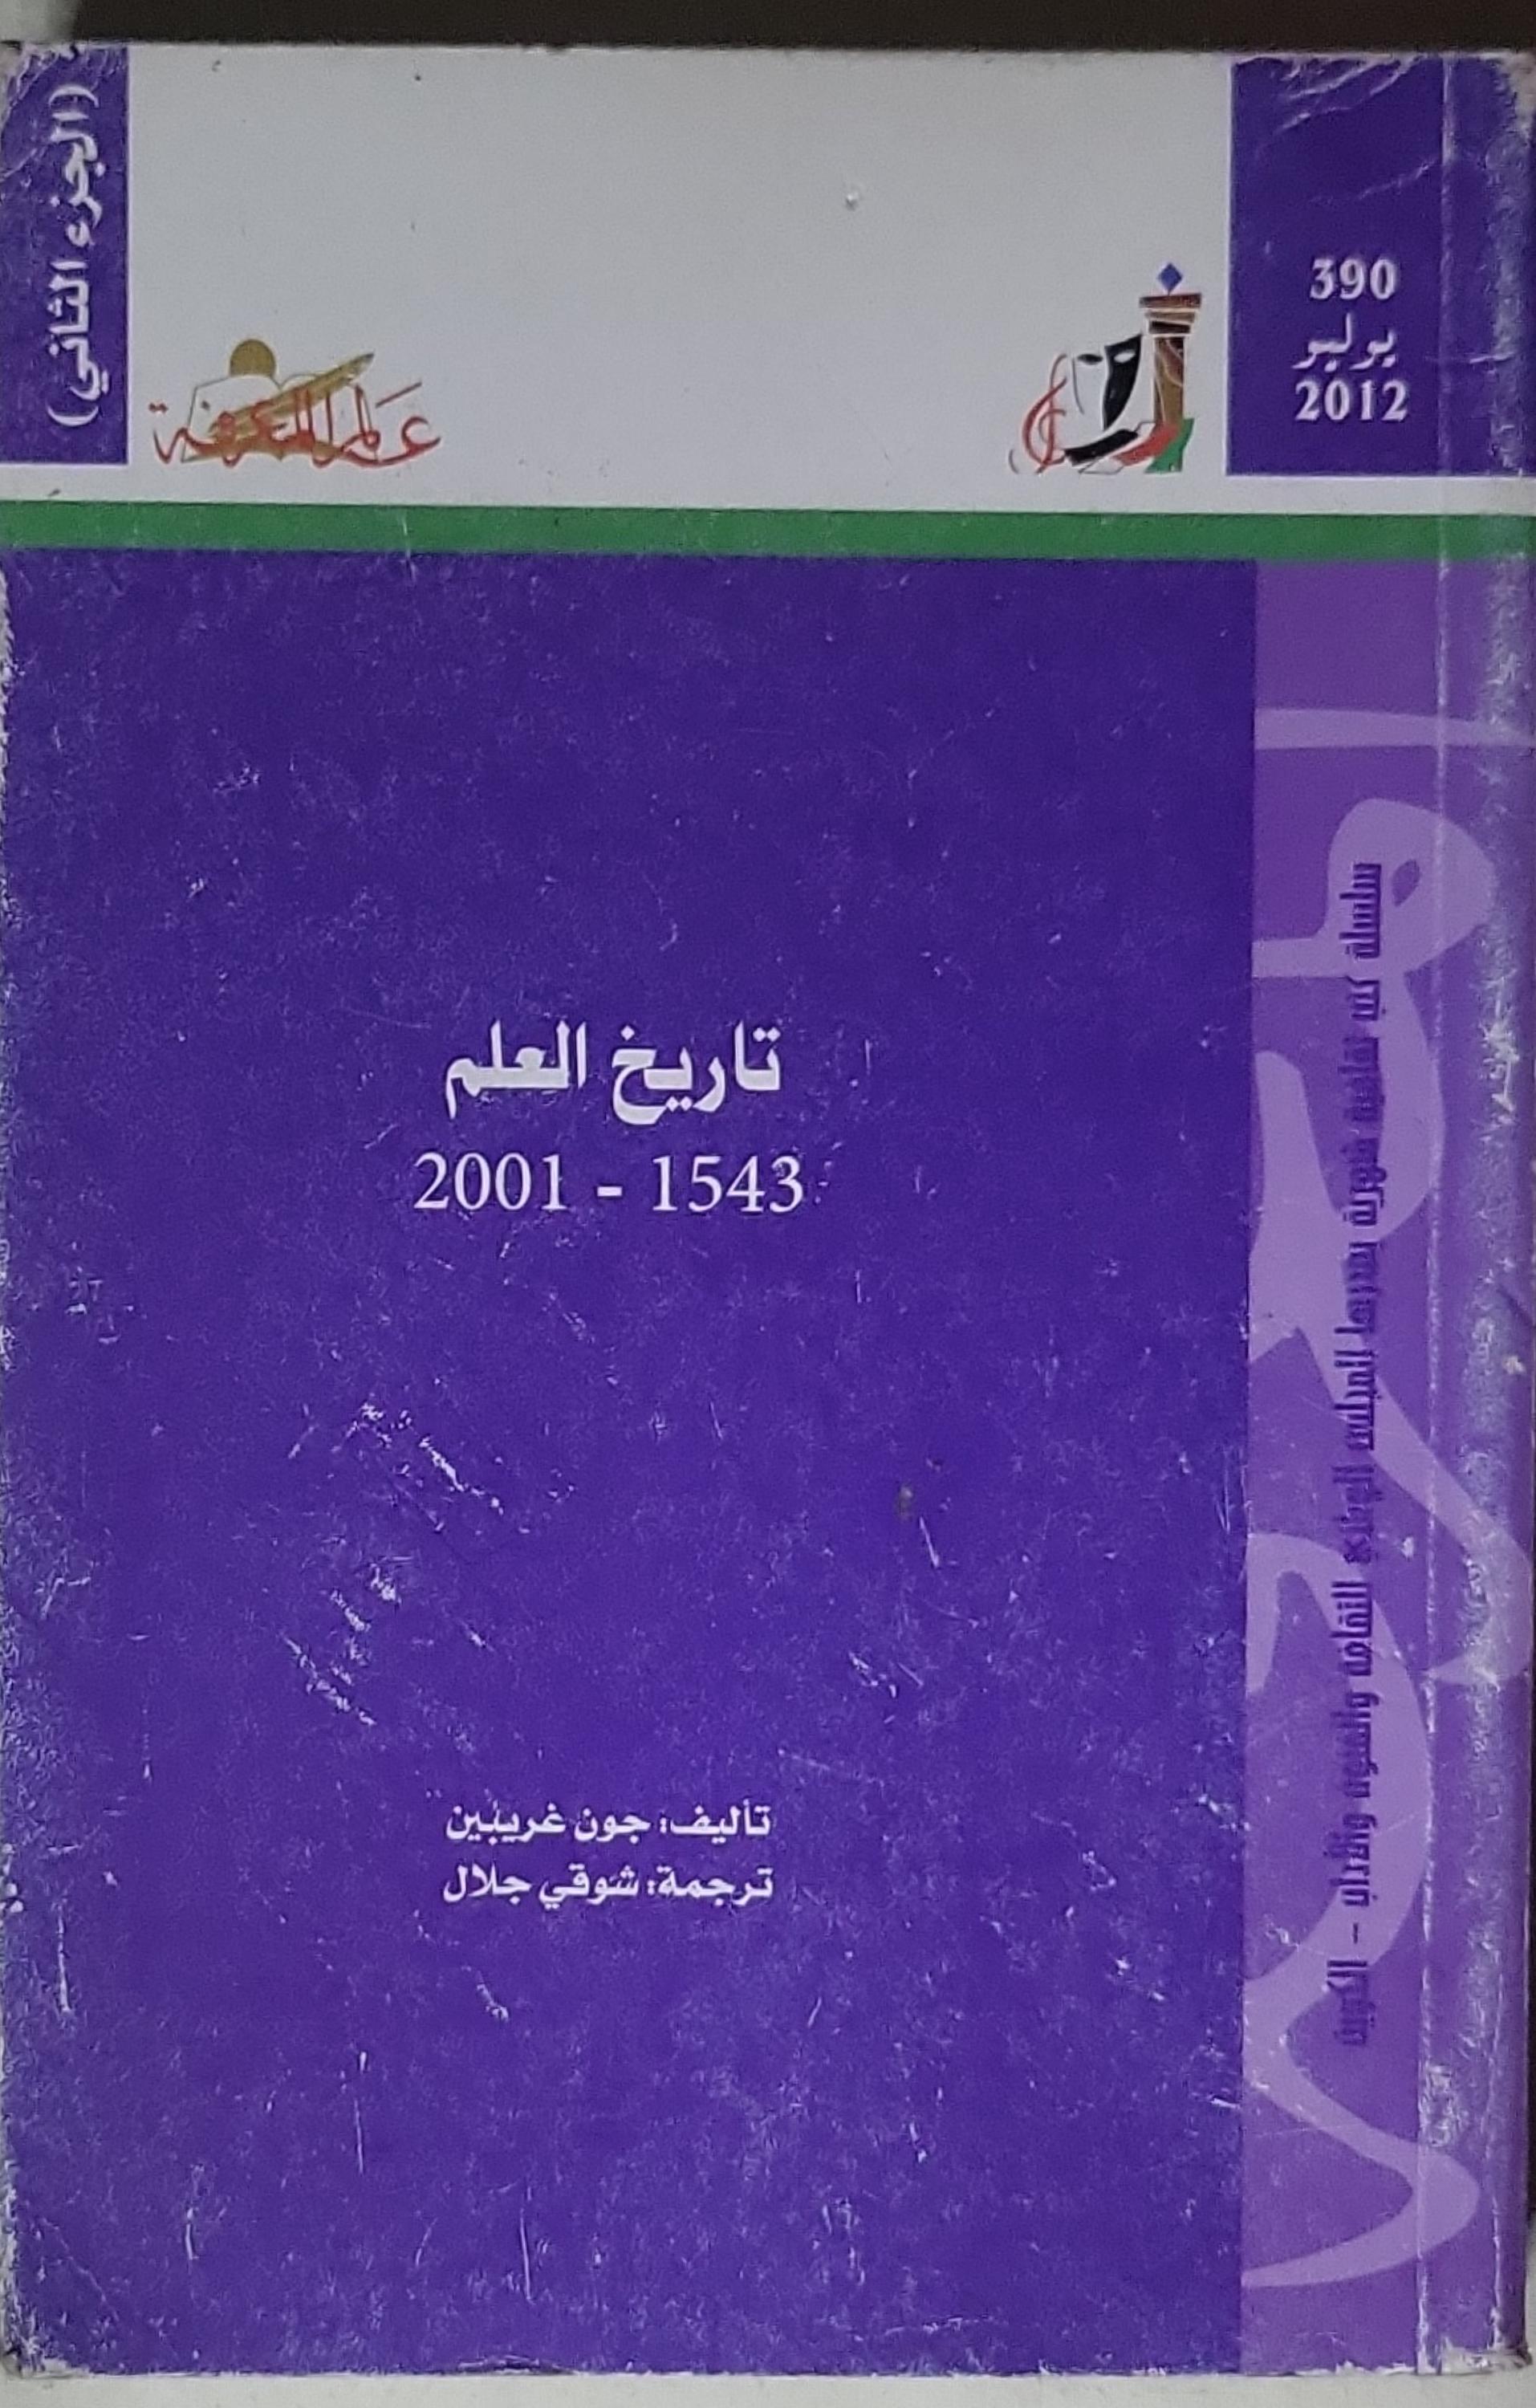 (الجزء الثاني)
390
يوليو
2012
عالم المعرفة
تاريخ العلم
2001 - 1543
تأليف: جون غريبين
ترجمة: شوقي جلال
سلسلة كتب ثقافية شهرية يصدرها المجلس الوطني للثقافة والفنون والآداب - الكويت